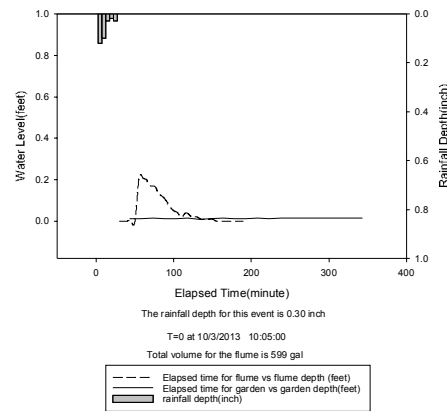 1.0
0.8
0.6
0.4
0.2
0.0
Water Level(feet)
0.0
0.2
0.4
0.6
0.8
1.0
Rainfall Depth(inch)
0
100
200
300
400
Elapsed Time(minute)
The rainfall depth for this event is 0.30 inch
T=0 at 10/3/2013 10:05:00
Total volume for the flume is 599 gal
Elapsed time for flume vs flume depth (feet)
Elapsed time for garden vs garden depth(feet)
rainfall depth(inch)